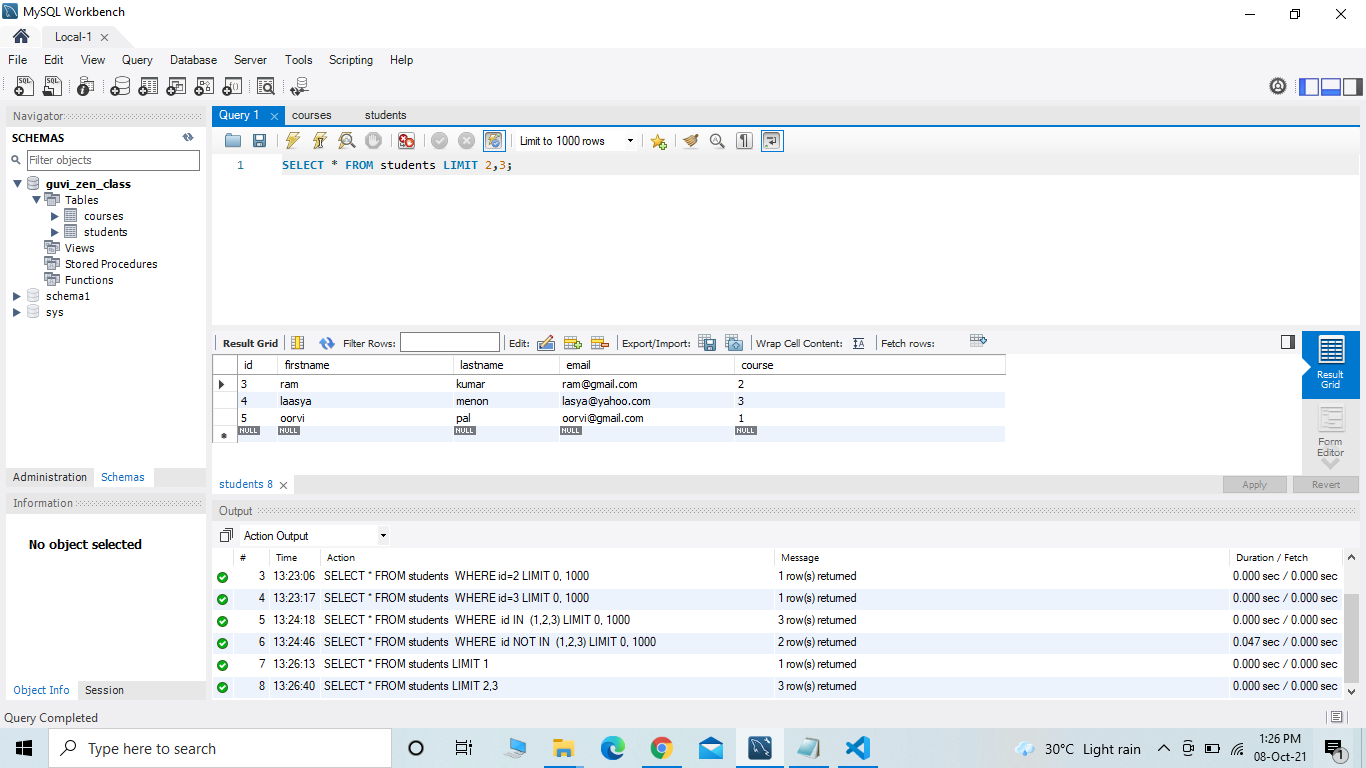 MySQL Workbench
Local-1
File Edit View Query Database Server Tools Scripting Help
Navigator
SCHEMAS
Filter objects
guvi_zen_class
Tables
courses
students
Views
Stored Procedures
Functions
schema1
sys
Administration Schemas
Information
No object selected
Object Info Session
Query 1 courses students
Limit to 1000 rows
1 SELECT * FROM students LIMIT 2,3;
Result Grid Filter Rows: Edit: Export/Import: Wrap Cell Content: Fetch rows:
id firstname lastname email course
3 ram kumar ram@gmail.com 2
4 laasya menon lasya@yahoo.com 3
5 oorvi pal oorvi@gmail.com 1
NULL NULL NULL NULL NULL
Result
Grid
Form
Editor
students 8 Apply Revert
Output
Action Output
# Time Action Message Duration / Fetch
3 13:23:06 SELECT * FROM students WHERE id=2 LIMIT 0, 1000 1 row(s) returned 0.000 sec / 0.000 sec
4 13:23:17 SELECT * FROM students WHERE id=3 LIMIT 0, 1000 1 row(s) returned 0.000 sec / 0.000 sec
5 13:24:18 SELECT * FROM students WHERE id IN (1,2,3) LIMIT 0, 1000 3 row(s) returned 0.000 sec / 0.000 sec
6 13:24:46 SELECT * FROM students WHERE id NOT IN (1,2,3) LIMIT 0, 1000 2 row(s) returned 0.047 sec / 0.000 sec
7 13:26:13 SELECT * FROM students LIMIT 1 1 row(s) returned 0.000 sec / 0.000 sec
8 13:26:40 SELECT * FROM students LIMIT 2,3 3 row(s) returned 0.000 sec / 0.000 sec
Query Completed
Type here to search
30°C Light rain
1:26 PM
08-Oct-21
1